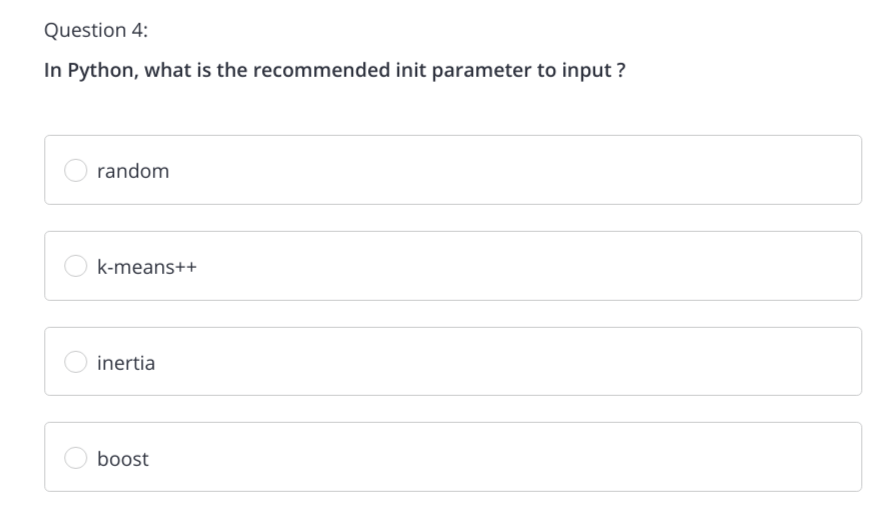 Question 4:
In Python, what is the recommended init parameter to input ?
random
k-means++
inertia
boost